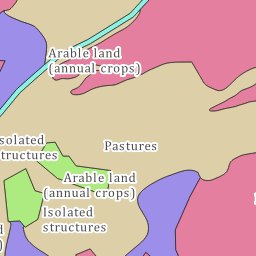 Arable land
(annual crops)
Isolated
structures
Pastures
Arable land
(annual crops)
Isolated
structures